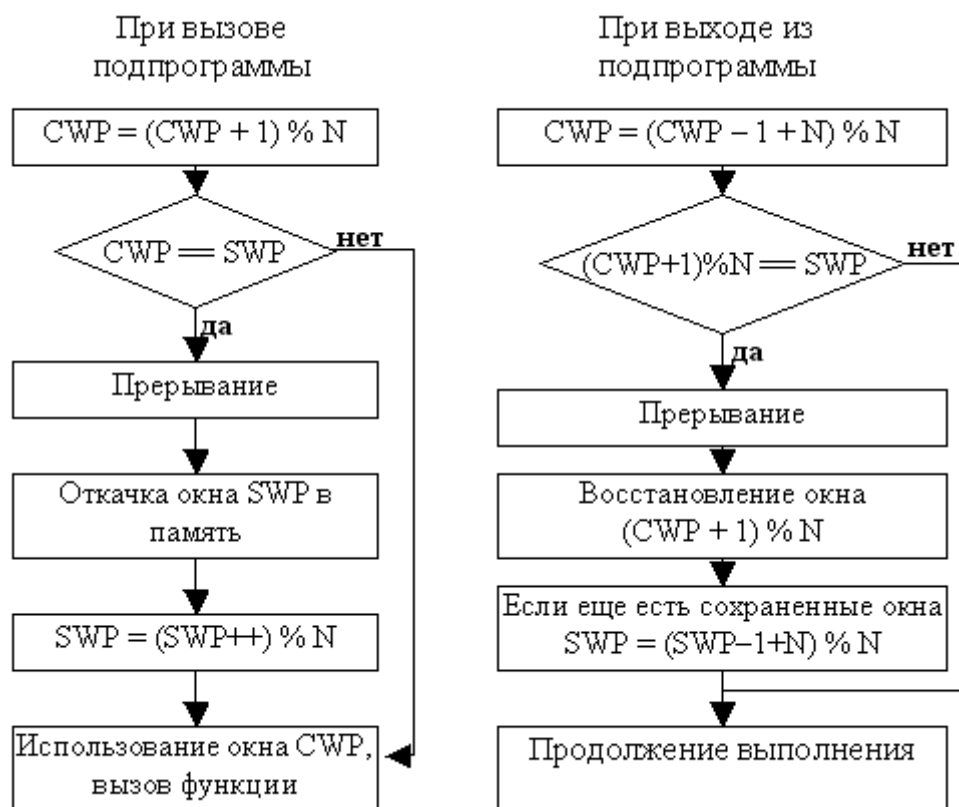 При вызове
подпрограммы
CWP = (CWP + 1) % N
CWP == SWP
нет
да
Прерывание
Откачка окна SWP в
память
SWP = (SWP++) % N
Использование окна CWP,
вызов функции
При выходе из
подпрограммы
CWP = (CWP – 1 + N) % N
(CWP+1)%N == SWP
нет
да
Прерывание
Восстановление окна
(CWP + 1) % N
Если еще есть сохраненные окна
SWP = (SWP–1+N) % N
Продолжение выполнения